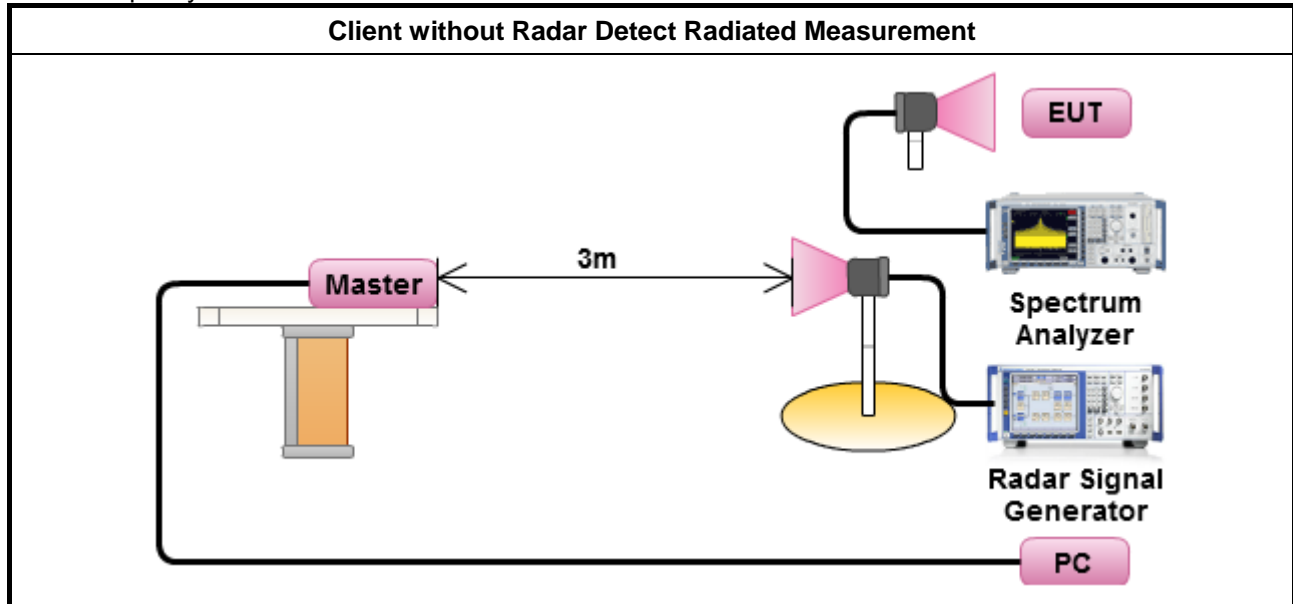 Client without Radar Detect Radiated Measurement
EUT
3m
Master
Spectrum
Analyzer
Radar Signal
Generator
PC